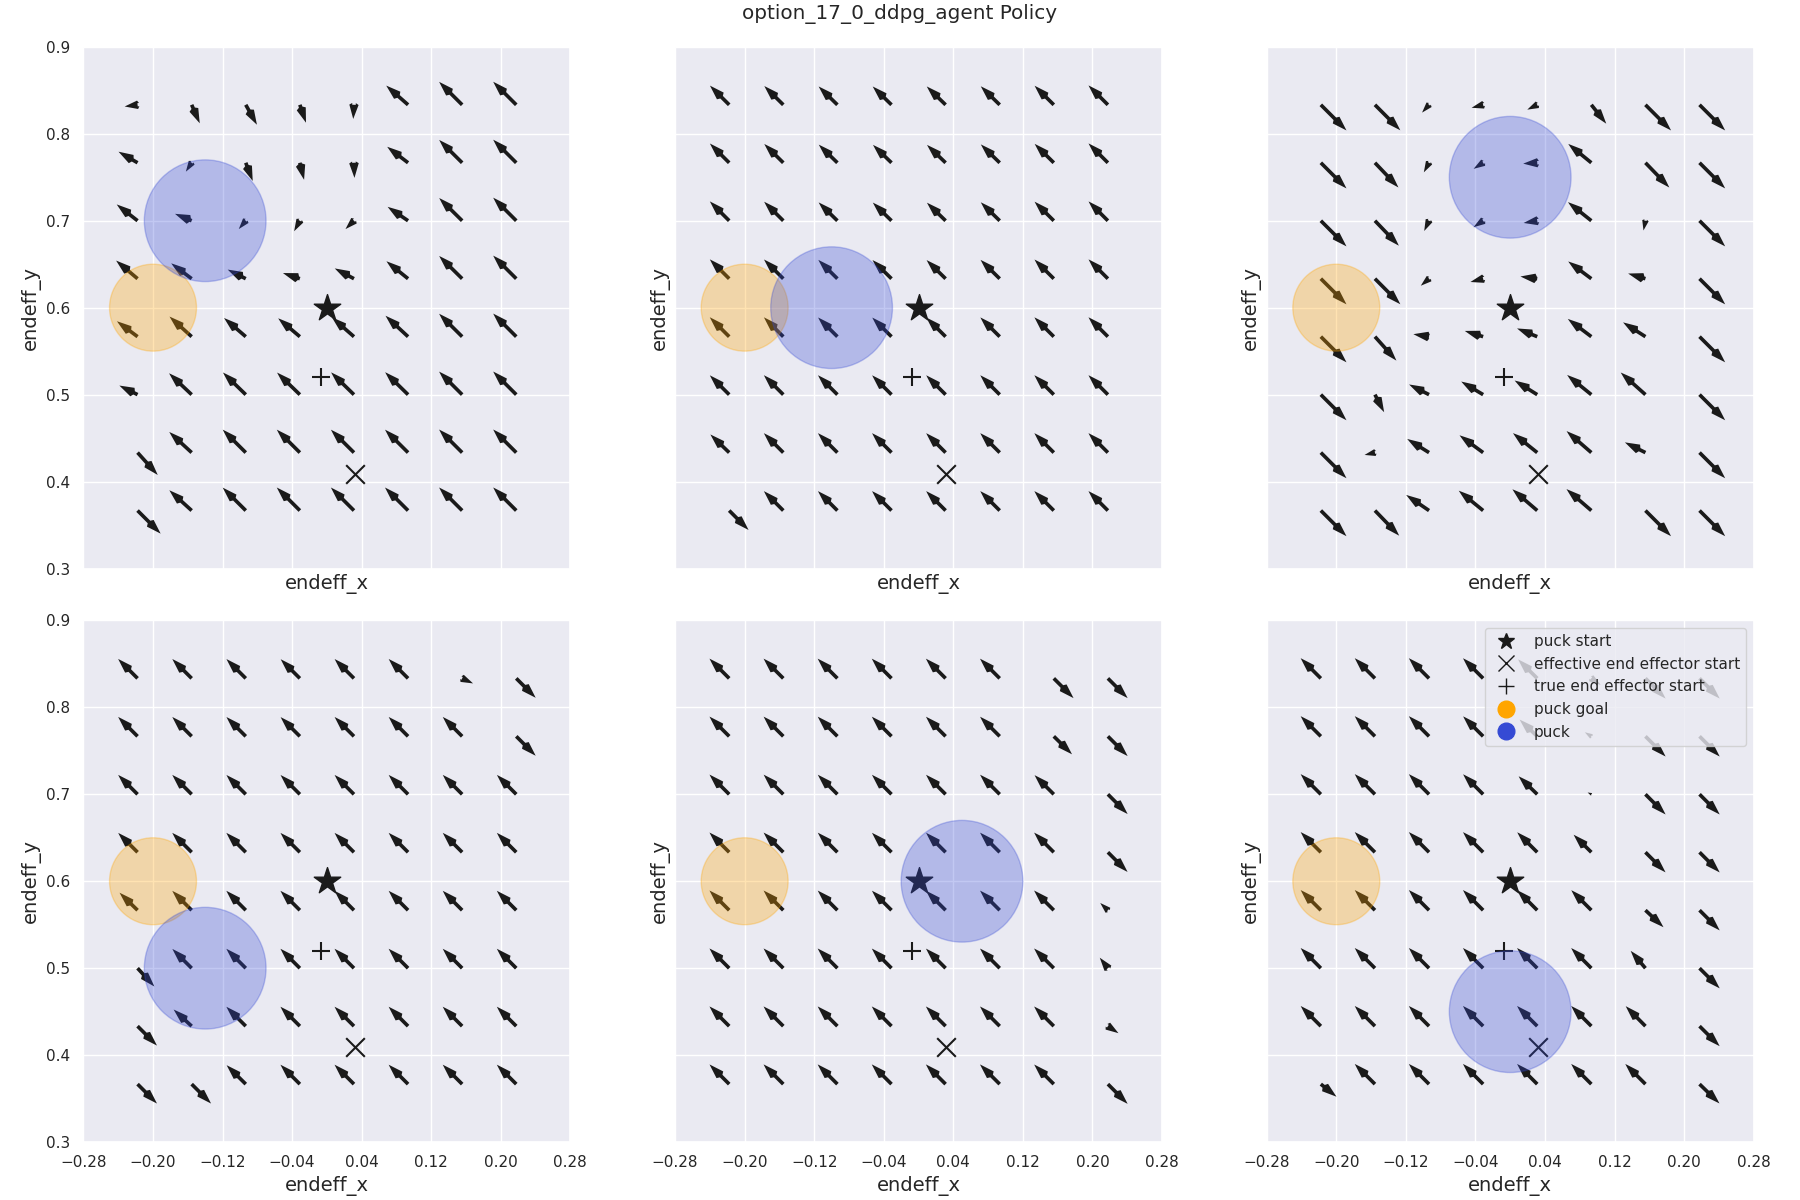 option_17_0_ddpg_agent Policy
0.9
0.8
0.7
0.6
0.5
0.4
0.3
endeff_y
endeff_x
endeff_y
endeff_x
endeff_y
endeff_x
0.9
0.8
0.7
0.6
0.5
0.4
0.3
endeff_y
−0.28 −0.20 −0.12 −0.04 0.04 0.12 0.20 0.28
endeff_x
endeff_y
−0.28 −0.20 −0.12 −0.04 0.04 0.12 0.20 0.28
endeff_x
puck start
effective end effector start
true end effector start
puck goal
puck
endeff_y
−0.28 −0.20 −0.12 −0.04 0.04 0.12 0.20 0.28
endeff_x